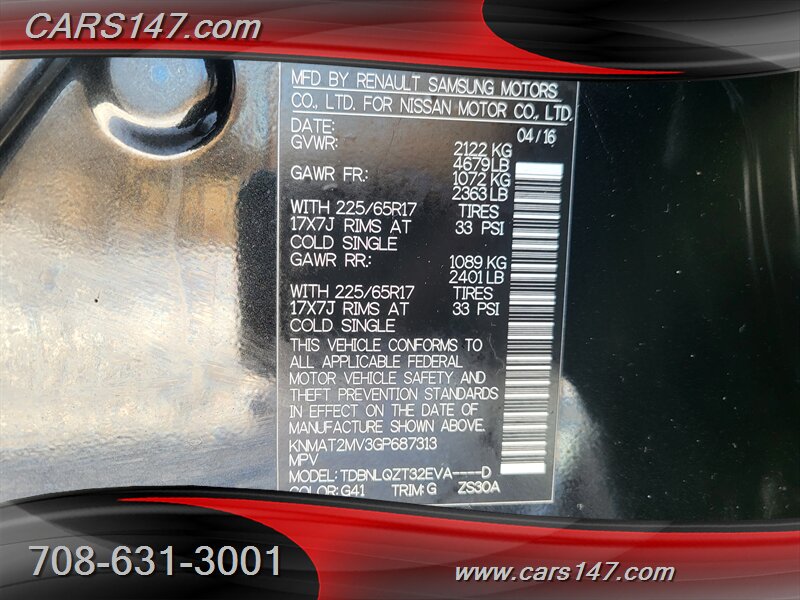 CARS147.com
MFD BY RENAULT SAMSUNG MOTORS
CO., LTD. FOR NISSAN MOTOR CO., LTD.
DATE: 04/16
GVWR: 2122 KG
4679LB
GAWR FR: 1072 KG
2363 LB
WITH 225/65R17 TIRES
17X7J RIMS AT 33 PSI
COLD SINGLE
GAWR RR: 1089 KG
2401 LB
WITH 225/65R17 TIRES
17X7J RIMS AT 33 PSI
COLD SINGLE
THIS VEHICLE CONFORMS TO
ALL APPLICABLE FEDERAL
MOTOR VEHICLE SAFETY AND
THEFT PREVENTION STANDARDS
IN EFFECT ON THE DATE OF
MANUFACTURE SHOWN ABOVE.
KNMAT2MV3GP687313
MPV
MODEL: TDBNLQZT32EVA----D
COLOR: G41 TRIM: G ZS30A
708-631-3001
www.cars147.com